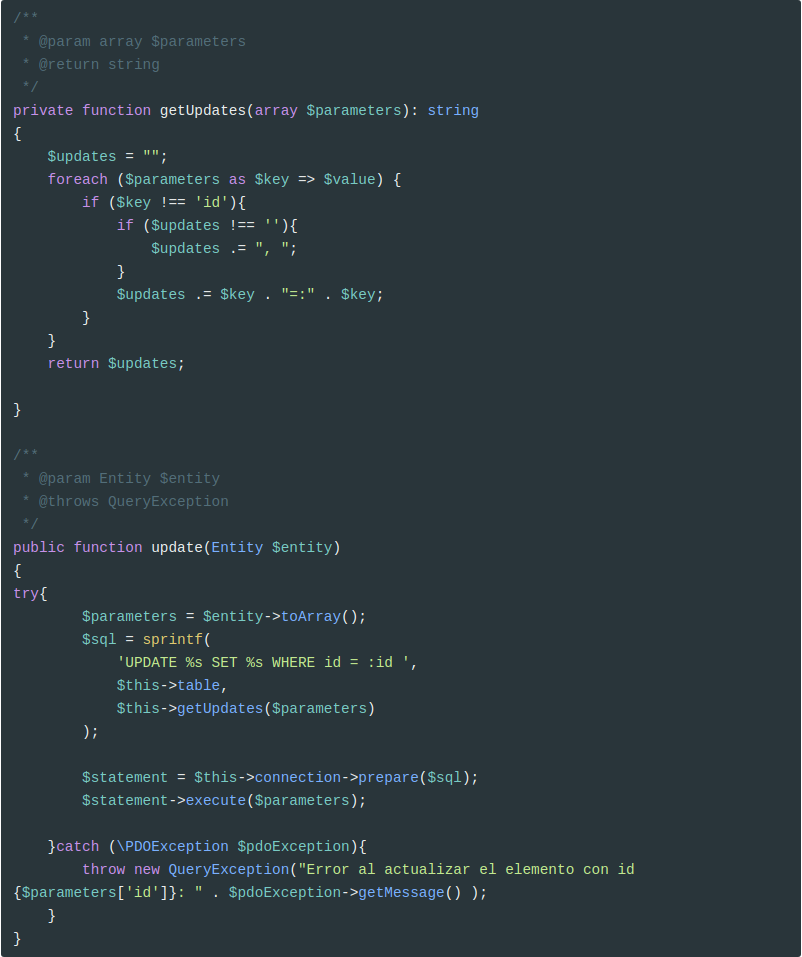 /**
 * @param array $parameters
 * @return string
 */
private function getUpdates(array $parameters): string
{
    $updates = "";
    foreach ($parameters as $key => $value) {
        if ($key !== 'id'){
            if ($updates !== ''){
                $updates .= ", ";
            }
            $updates .= $key . "=:" . $key;
        }
    }
    return $updates;

}

/**
 * @param Entity $entity
 * @throws QueryException
 */
public function update(Entity $entity)
{
try{
        $parameters = $entity->toArray();
        $sql = sprintf(
            'UPDATE %s SET %s WHERE id = :id ',
            $this->table,
            $this->getUpdates($parameters)
        );

        $statement = $this->connection->prepare($sql);
        $statement->execute($parameters);

    }catch (\PDOException $pdoException){
        throw new QueryException("Error al actualizar el elemento con id
{$parameters['id']}: " . $pdoException->getMessage() );
    }
}